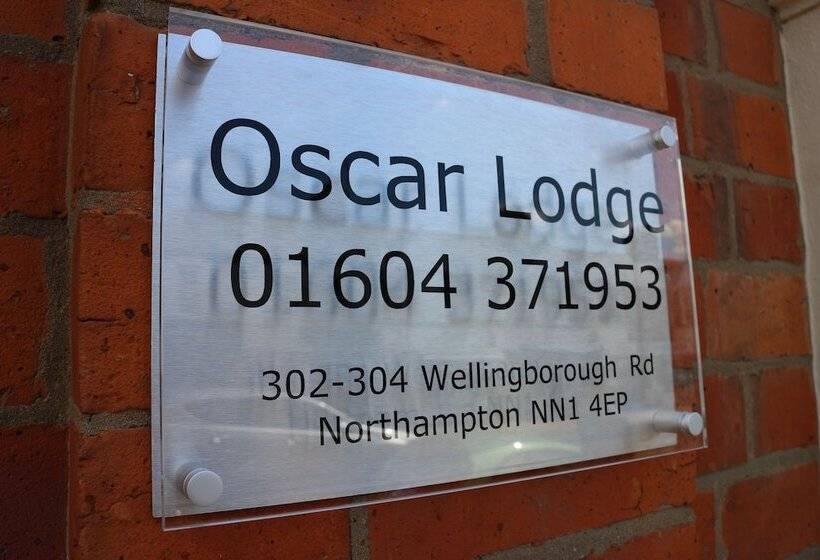 Oscar Lodge
01604 371953
302-304 Wellingborough Rd
Northampton NN1 4EP